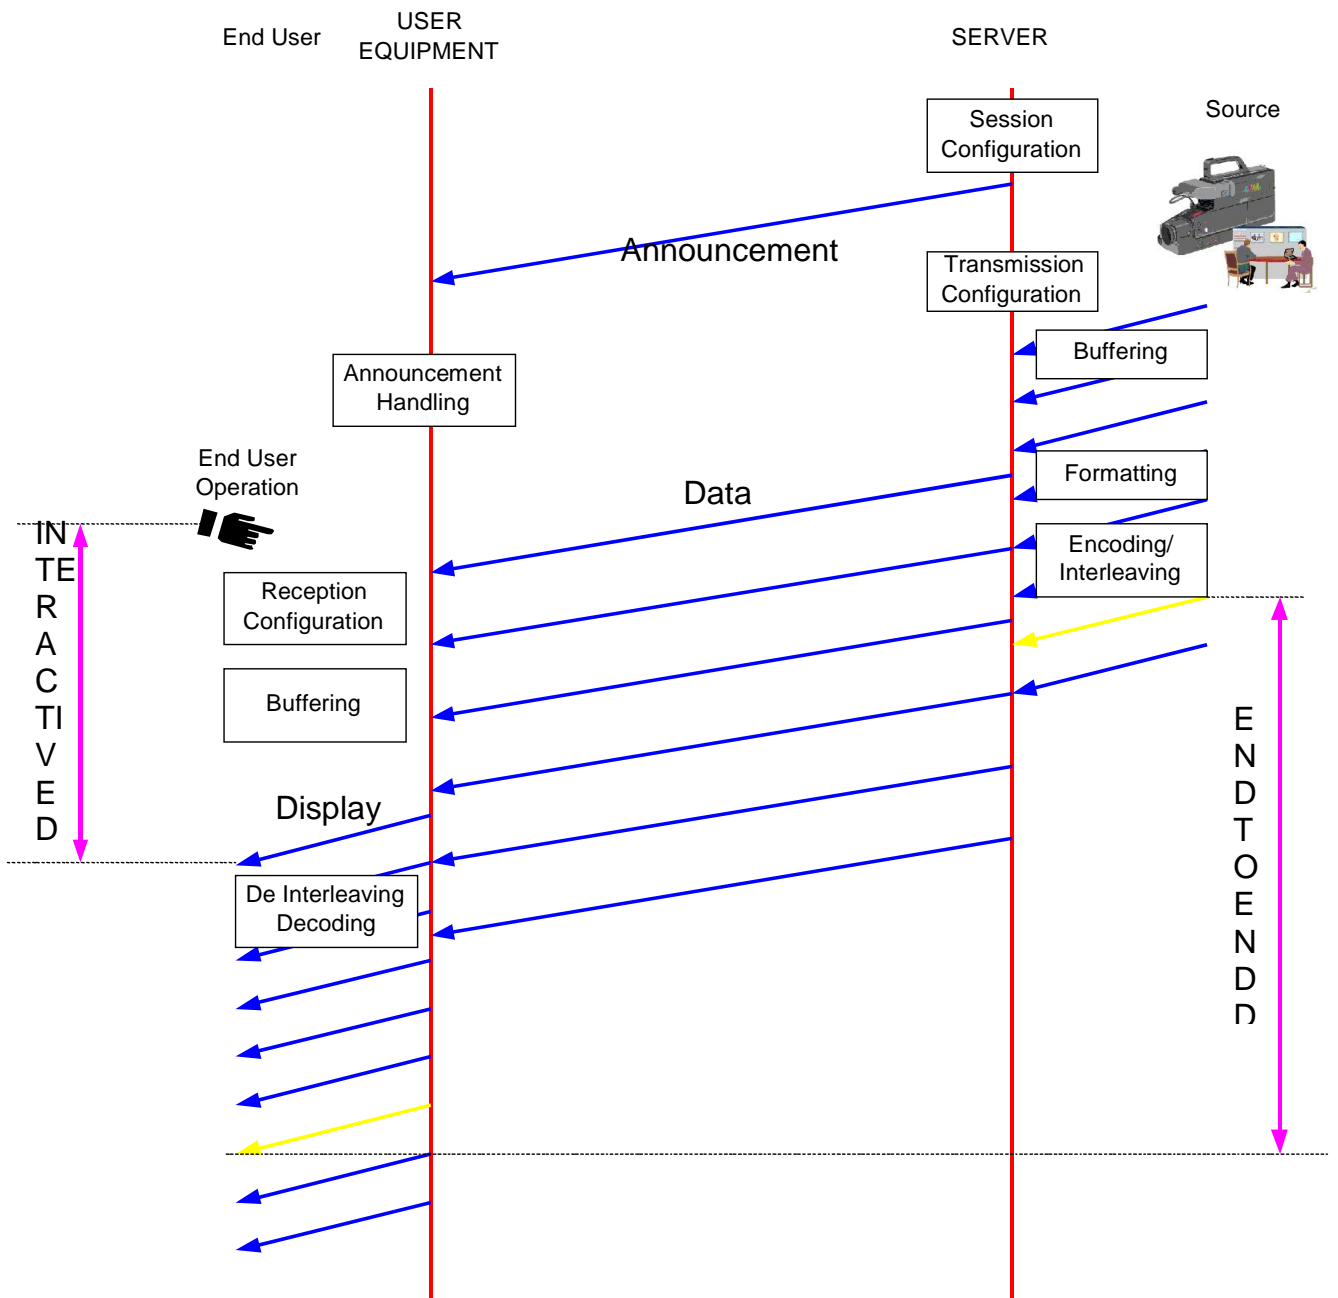 End User
USER
EQUIPMENT
SERVER
Source
Session
Configuration
Announcement
Transmission
Configuration
Buffering
Announcement
Handling
End User
Operation
Data
Formatting
Encoding/
Interleaving
IN
TE
R
A
C
TI
V
E
D
Reception
Configuration
Buffering
Display
De Interleaving
Decoding
E
N
D
T
O
E
N
D
D